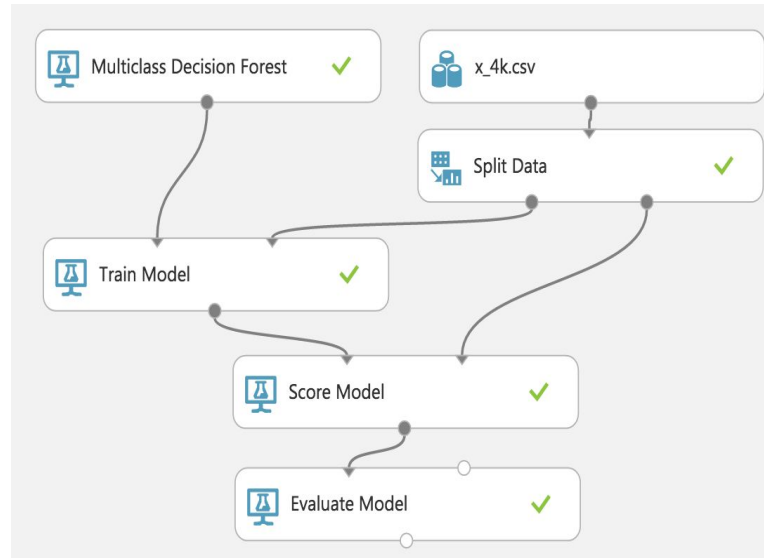 Multiclass Decision Forest
x_4k.csv
Split Data
Train Model
Score Model
Evaluate Model